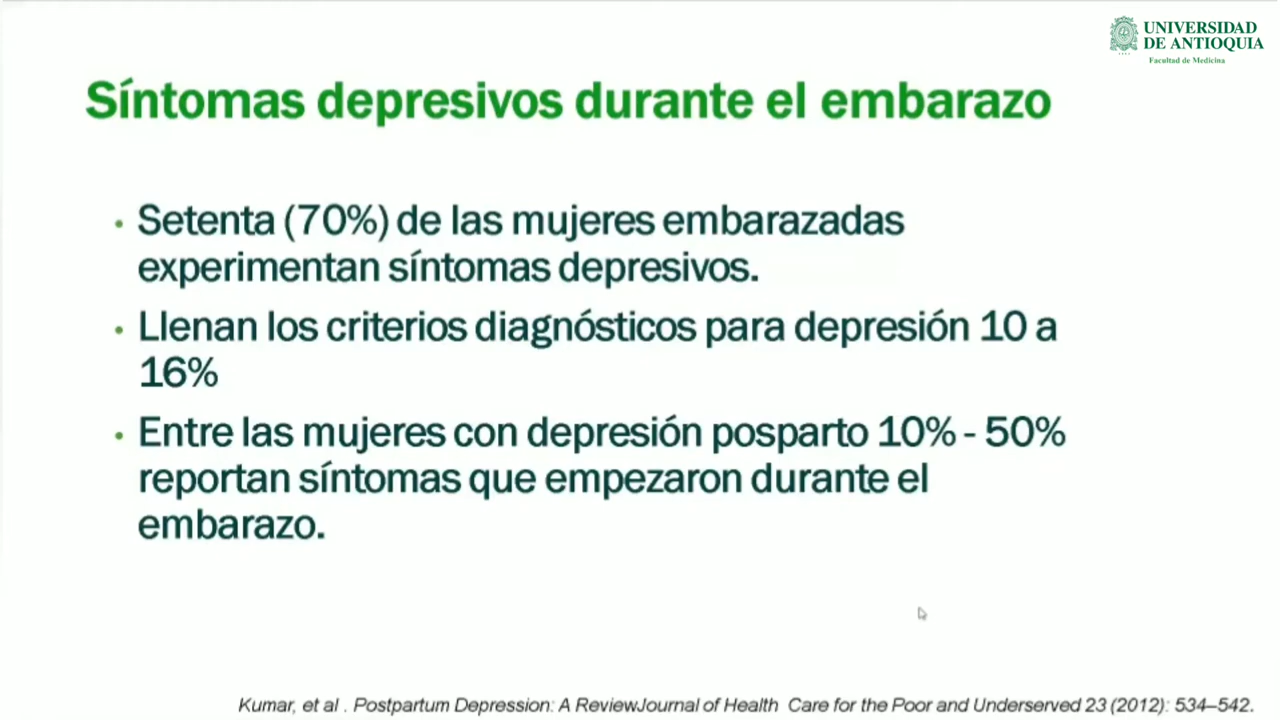 UNIVERSIDAD
DE ANTIOQUIA
Facultad de Medicina
Síntomas depresivos durante el embarazo
• Setenta (70%) de las mujeres embarazadas
experimentan síntomas depresivos.
• Llenan los criterios diagnósticos para depresión 10 a
16%
• Entre las mujeres con depresión posparto 10% - 50%
reportan síntomas que empezaron durante el
embarazo.
Kumar, et al . Postpartum Depression: A ReviewJournal of Health Care for the Poor and Underserved 23 (2012): 534–542.